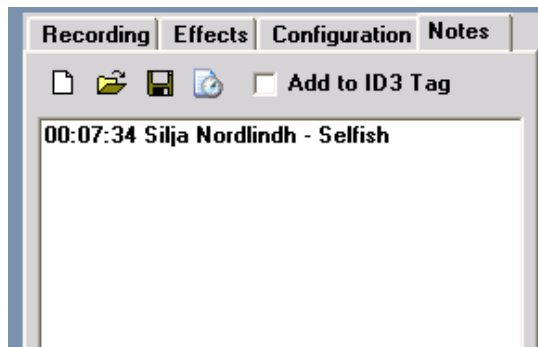 Recording Effects Configuration Notes
Add to ID3 Tag
00:07:34 Silja Nordlindh - Selfish